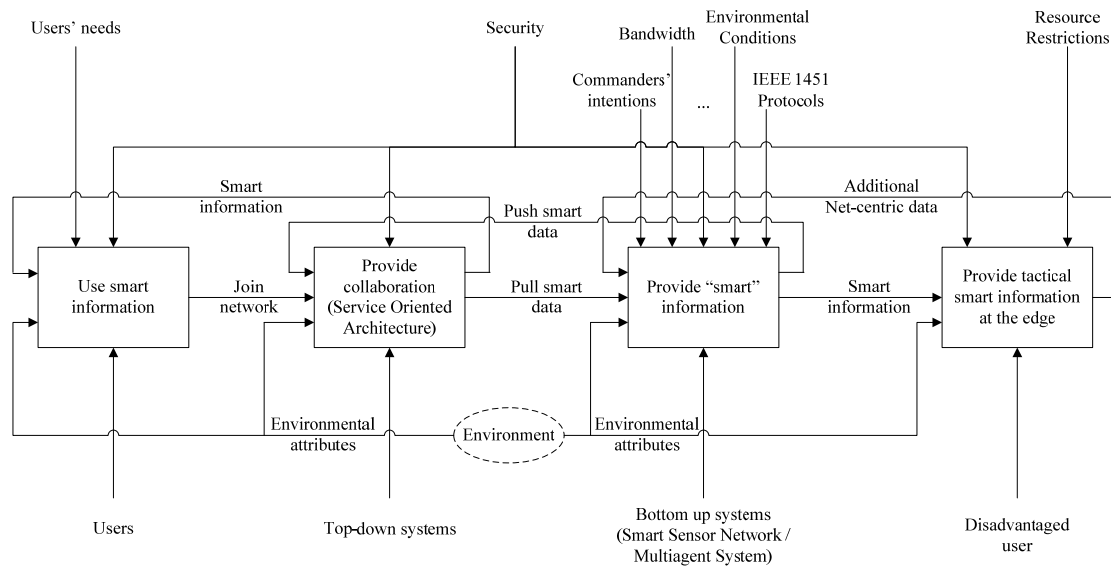 Users' needs
Security
Bandwidth
Environmental
Conditions
Resource
Restrictions
Commanders'
intentions
...
IEEE 1451
Protocols
Smart
information
Push smart
data
Additional
Net-centric data
Use smart
information
Join
network
Provide
collaboration
(Service Oriented
Architecture)
Pull smart
data
Provide “smart”
information
Smart
information
Provide tactical
smart information
at the edge
Environmental
attributes
Environment
Environmental
attributes
Users
Top-down systems
Bottom up systems
(Smart Sensor Network /
Multiagent System)
Disadvantaged
user